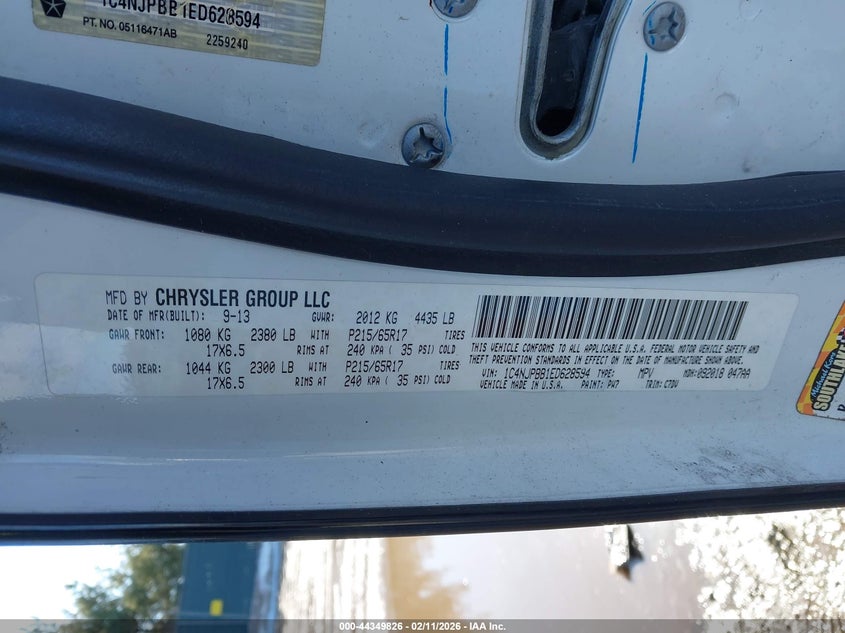 1C4NJPBB1ED628594
PT. NO. 05116471AB
2259240
MFD BY CHRYSLER GROUP LLC
DATE OF MFR(BUILT): 9-13 GVWR: 2012 KG 4435 LB
GAWR FRONT: 1080 KG 2380 LB WITH P215/65R17 TIRES
17X6.5 RIMS AT 240 KPA ( 35 PSI) COLD
GAWR REAR: 1044 KG 2300 LB WITH P215/65R17 TIRES
17X6.5 RIMS AT 240 KPA ( 35 PSI) COLD
THIS VEHICLE CONFORMS TO ALL APPLICABLE U.S.A. FEDERAL MOTOR VEHICLE SAFETY AND
THEFT PREVENTION STANDARDS IN EFFECT ON THE DATE OF MANUFACTURE SHOWN ABOVE.
VIN: 1C4NJPBB1ED628594 TYPE: MPV MDH: 092018 047AA
VEHICLE MADE IN U.S.A. PAINT: PW7 TRIM: C7DV
SOUTHLAKE
000-44349826 - 02/11/2026 - IAA Inc.